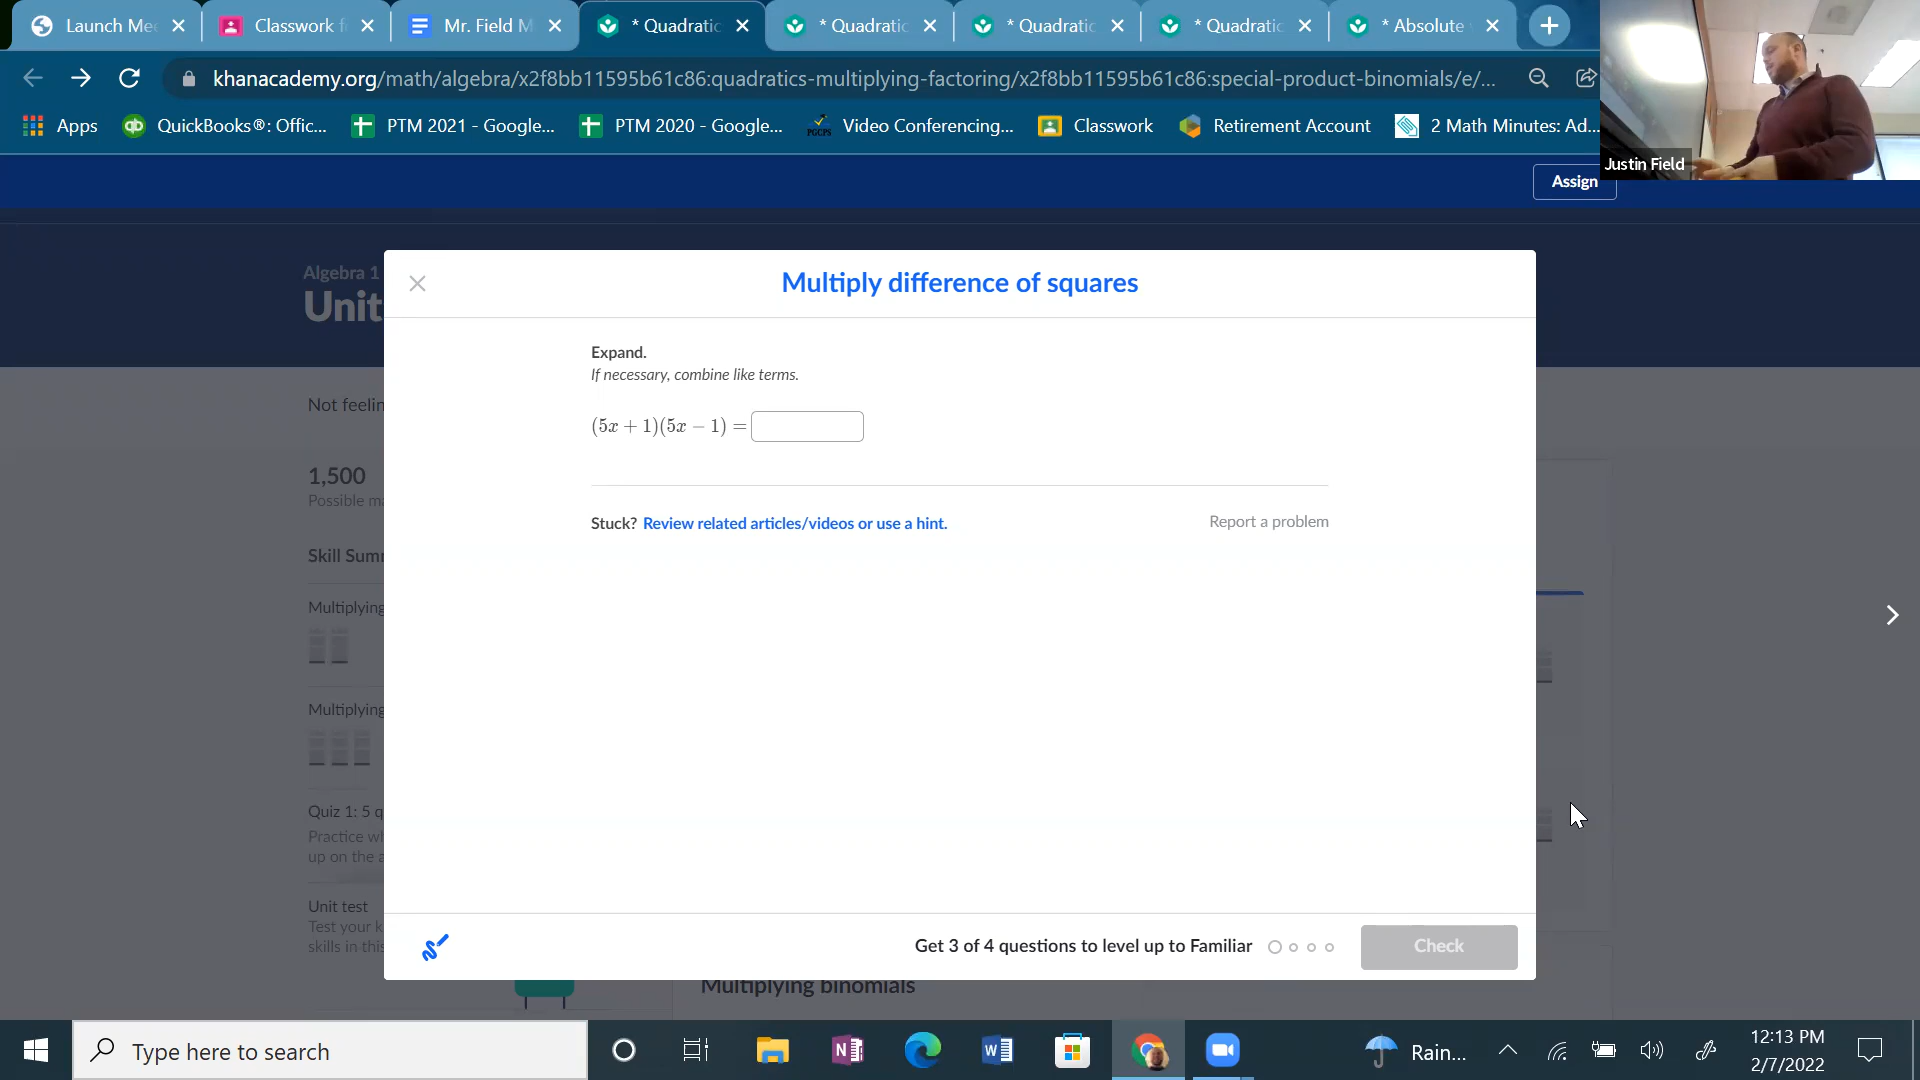 Launch Me
Classwork f
Mr. Field M
* Quadratic
* Quadratic
* Quadratic
* Quadratic
* Absolute
khanacademy.org/math/algebra/x2f8bb11595b61c86:quadratics-multiplying-factoring/x2f8bb11595b61c86:special-product-binomials/e/...
Apps
QuickBooks®: Offic...
PTM 2021 - Google...
PTM 2020 - Google...
PGCPS
Video Conferencing...
Classwork
Retirement Account
2 Math Minutes: Ad...
Justin Field
Assign
Algebra 1
Unit
Multiply difference of squares
Expand.
If necessary, combine like terms.
(5x + 1)(5x − 1) =
Not feelin
1,500
Possible ma
Stuck? Review related articles/videos or use a hint.
Report a problem
Skill Summ
Multiplying
Multiplying
Quiz 1: 5 q
Practice wh
up on the a
Unit test
Test your k
skills in this
Get 3 of 4 questions to level up to Familiar
Check
Multiplying binomials
Type here to search
Rain...
12:13 PM
2/7/2022